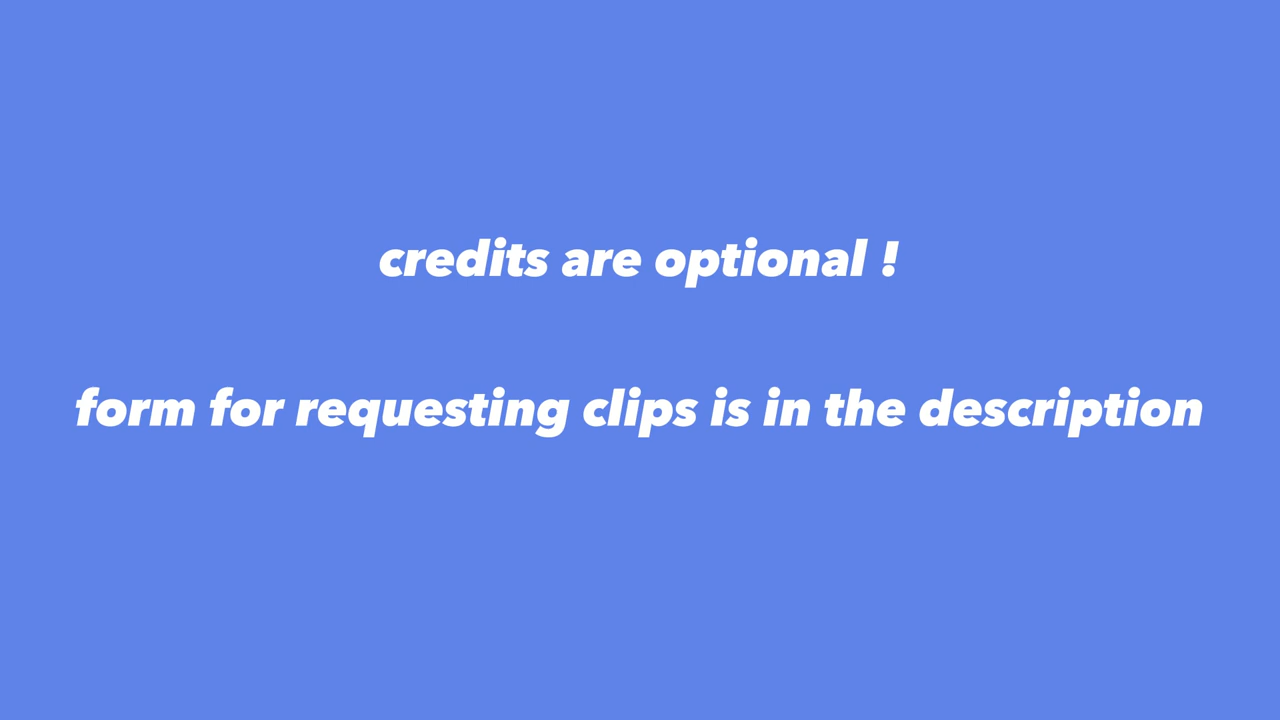 credits are optional !
form for requesting clips is in the description